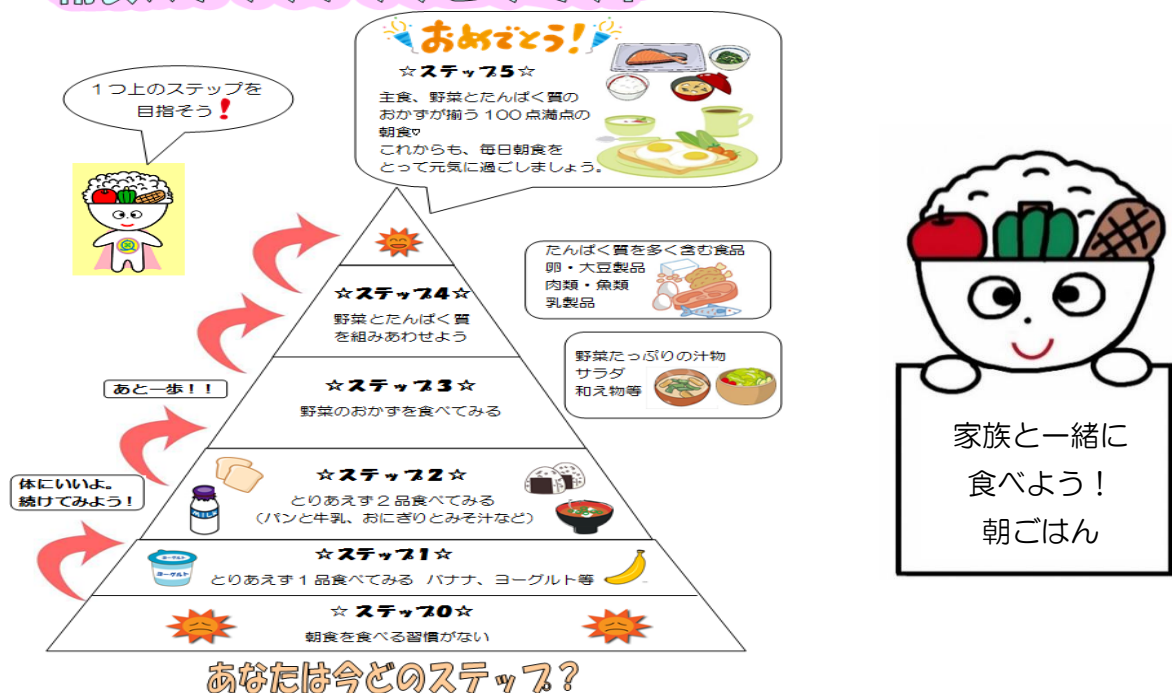 おめでとう！
☆ステップ5☆
主食、野菜とたんぱく質の
おかずが揃う100点満点の
朝食♡
これからも、毎日朝食を
とって元気に過ごしましょう。
1つ上のステップを
目指そう！
たんぱく質を多く含む食品
卵・大豆製品
肉類・魚類
乳製品
☆ステップ4☆
野菜とたんぱく質
を組みあわせよう
野菜たっぷりの汁物
サラダ
和え物等
あと一歩！！
☆ステップ3☆
野菜のおかずを食べてみる
体にいいよ。
続けてみよう！
☆ステップ2☆
とりあえず2品食べてみる
（パンと牛乳、おにぎりとみそ汁など）
MILK
☆ステップ1☆
とりあえず1品食べてみる バナナ、ヨーグルト等
ヨーグルト
ヨーグルト
☆ステップ0☆
朝食を食べる習慣がない
あなたは今どのステップ？
家族と一緒に
食べよう！
朝ごはん